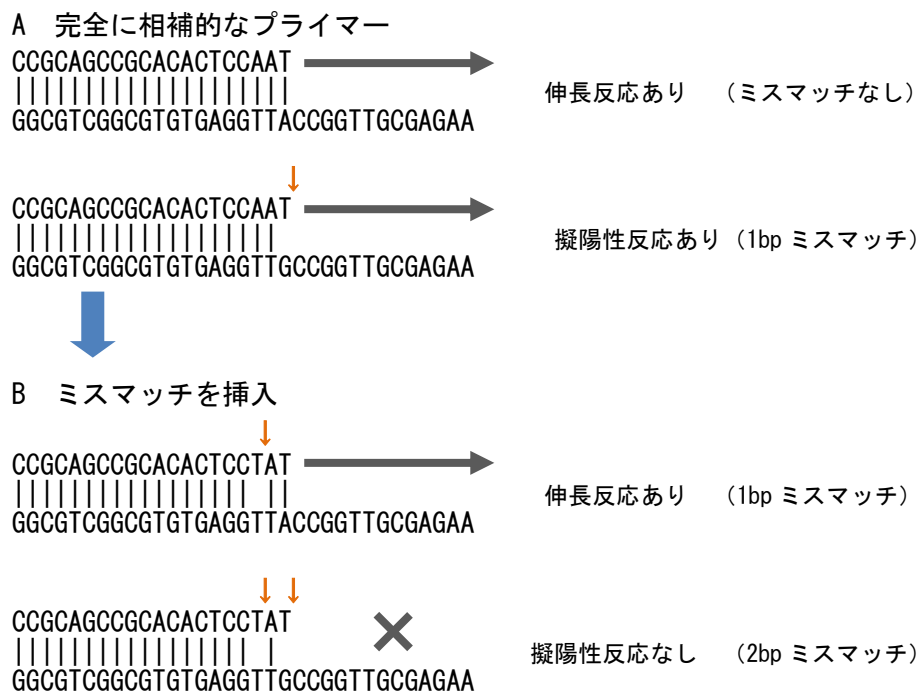 A 完全に相補的なプライマー
CCGCAGCCGCACACTCCAAT
伸長反応あり （ミスマッチなし）
||||||||||||||||||||
GGCGTCGGCGTGTGAGGTTACCGGTTGCGAGAA
↓
CCGCAGCCGCACACTCCAAT
擬陽性反応あり（1bp ミスマッチ）
|||||||||||||||||||
GGCGTCGGCGTGTGAGGTTGCCGGTTGCGAGAA
B ミスマッチを挿入
↓
CCGCAGCCGCACACTCCTAT
伸長反応あり （1bp ミスマッチ）
||||||||||||||||| ||
GGCGTCGGCGTGTGAGGTTACCGGTTGCGAGAA
↓ ↓
CCGCAGCCGCACACTCCTAT ×
擬陽性反応なし （2bp ミスマッチ）
||||||||||||||||| |
GGCGTCGGCGTGTGAGGTTGCCGGTTGCGAGAA